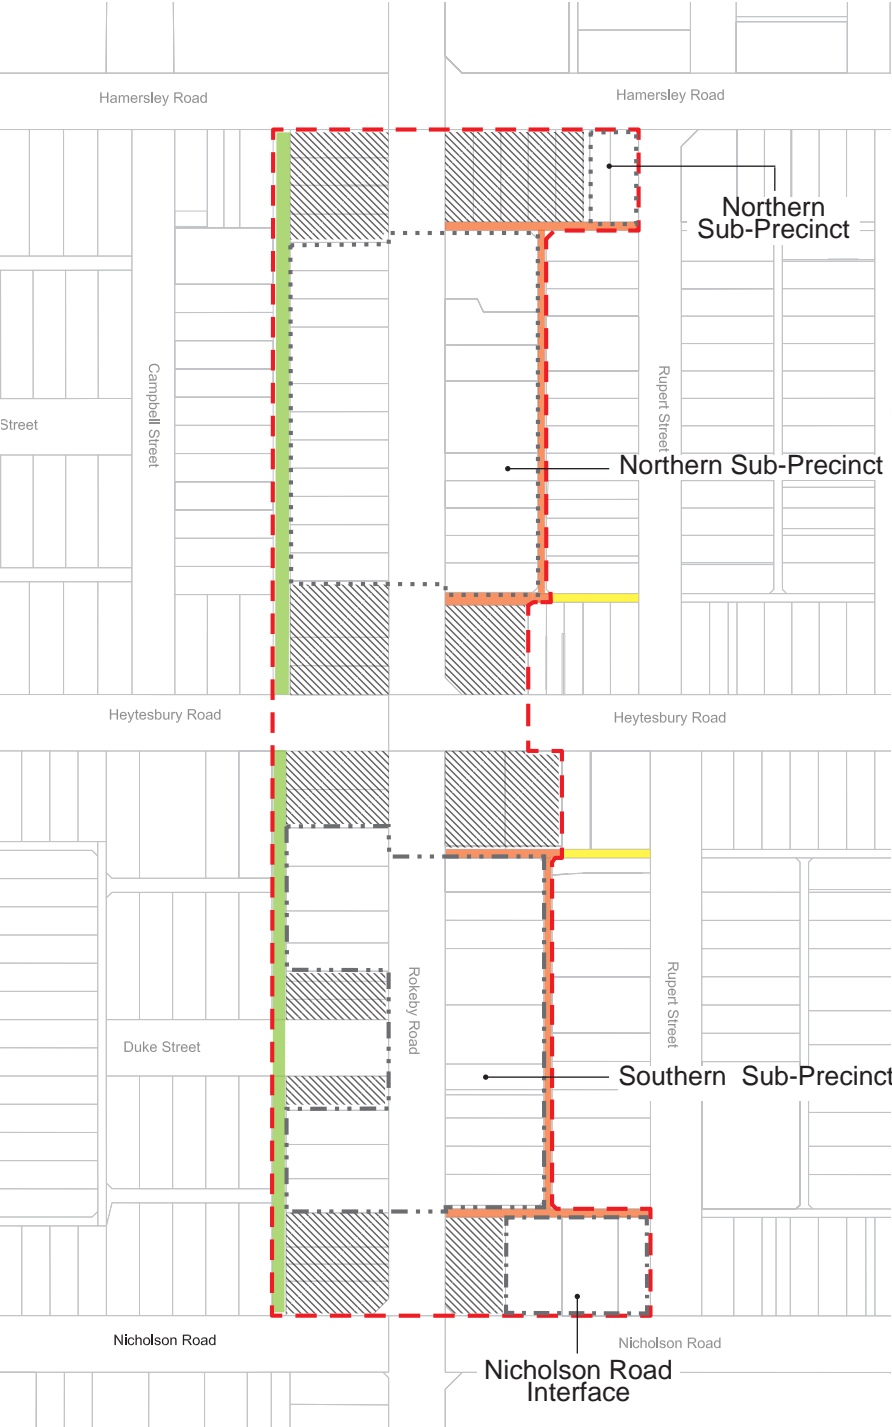 Hamersley Road
Hamersley Road
Northern
Sub-Precinct
Campbell Street
Rupert Street
Street
Northern Sub-Precinct
Heytesbury Road
Heytesbury Road
Rokeby Road
Rupert Street
Duke Street
Southern Sub-Precinct
Nicholson Road
Nicholson Road
Nicholson Road
Interface